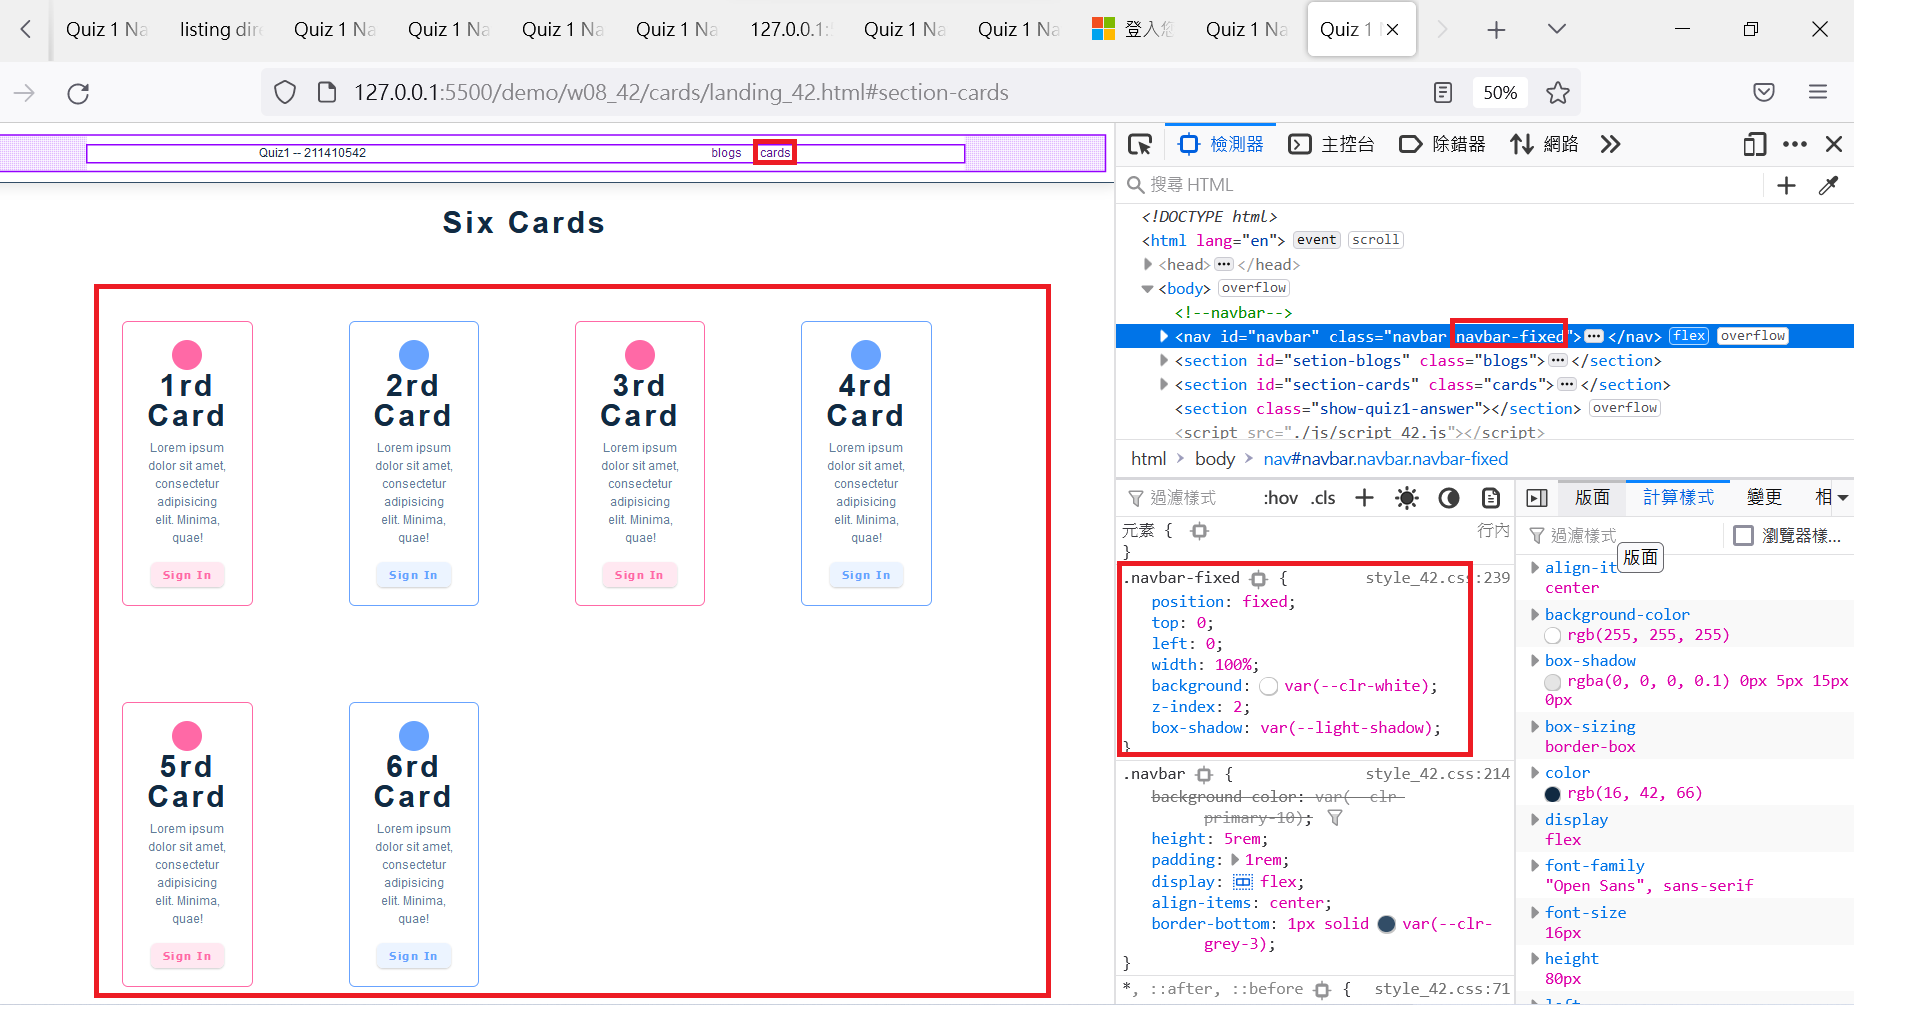 Quiz 1 Na
listing dire
Quiz 1 Na
Quiz 1 Na
Quiz 1 Na
Quiz 1 Na
127.0.0.1:5
Quiz 1 Na
Quiz 1 Na
登入您
Quiz 1 Na
Quiz 1
127.0.0.1:5500/demo/w08_42/cards/landing_42.html#section-cards
50%
Quiz1 -- 211410542
blogs
cards
Six Cards
1rd
Card
Lorem ipsum
dolor sit amet,
consectetur
adipisicing
elit. Minima,
quae!
Sign In
2rd
Card
Lorem ipsum
dolor sit amet,
consectetur
adipisicing
elit. Minima,
quae!
Sign In
3rd
Card
Lorem ipsum
dolor sit amet,
consectetur
adipisicing
elit. Minima,
quae!
Sign In
4rd
Card
Lorem ipsum
dolor sit amet,
consectetur
adipisicing
elit. Minima,
quae!
Sign In
5rd
Card
Lorem ipsum
dolor sit amet,
consectetur
adipisicing
elit. Minima,
quae!
Sign In
6rd
Card
Lorem ipsum
dolor sit amet,
consectetur
adipisicing
elit. Minima,
quae!
Sign In
檢測器
主控台
除錯器
網路
搜尋 HTML
<!DOCTYPE html>
<html lang="en"> event scroll
<head> ••• </head>
<body> overflow
<!--navbar-->
<nav id="navbar" class="navbar navbar-fixed"> ••• </nav> flex overflow
<section id="setion-blogs" class="blogs"> ••• </section>
<section id="section-cards" class="cards"> ••• </section>
<section class="show-quiz1-answer"></section> overflow
<script src="./js/script_42.js"></script>
html > body > nav#navbar.navbar.navbar-fixed
過濾樣式
:hov .cls
元素 {
行內
}
.navbar-fixed { style_42.css:239
position: fixed;
top: 0;
left: 0;
width: 100%;
background: var(--clr-white);
z-index: 2;
box-shadow: var(--light-shadow);
}
.navbar { style_42.css:214
background-color: var(--clr-
primary-10);
height: 5rem;
padding: 1rem;
display: flex;
align-items: center;
border-bottom: 1px solid var(--clr-
grey-3);
}
*, ::after, ::before { style_42.css:71
版面
計算樣式
變更
相
過濾樣式
瀏覽器樣...
版面
align-it
center
background-color
rgb(255, 255, 255)
box-shadow
rgba(0, 0, 0, 0.1) 0px 5px 15px
0px
box-sizing
border-box
color
rgb(16, 42, 66)
display
flex
font-family
"Open Sans", sans-serif
font-size
16px
height
80px
left